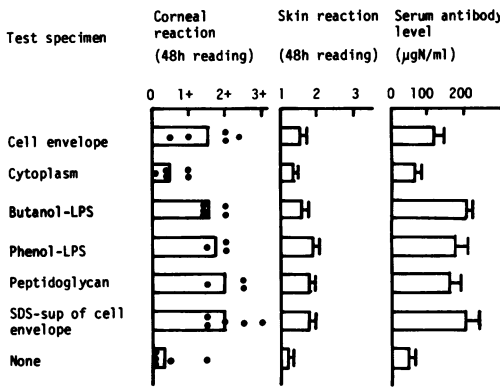 Test specimen
Corneal
reaction
(48h reading)
Skin reaction
(48h reading)
Serum antibody
level
(µgN/ml)
0 1+ 2+ 3+
1 2 3
100 200
Cell envelope
Cytoplasm
Butanol-LPS
Phenol-LPS
Peptidoglycan
SDS-sup of cell
envelope
None